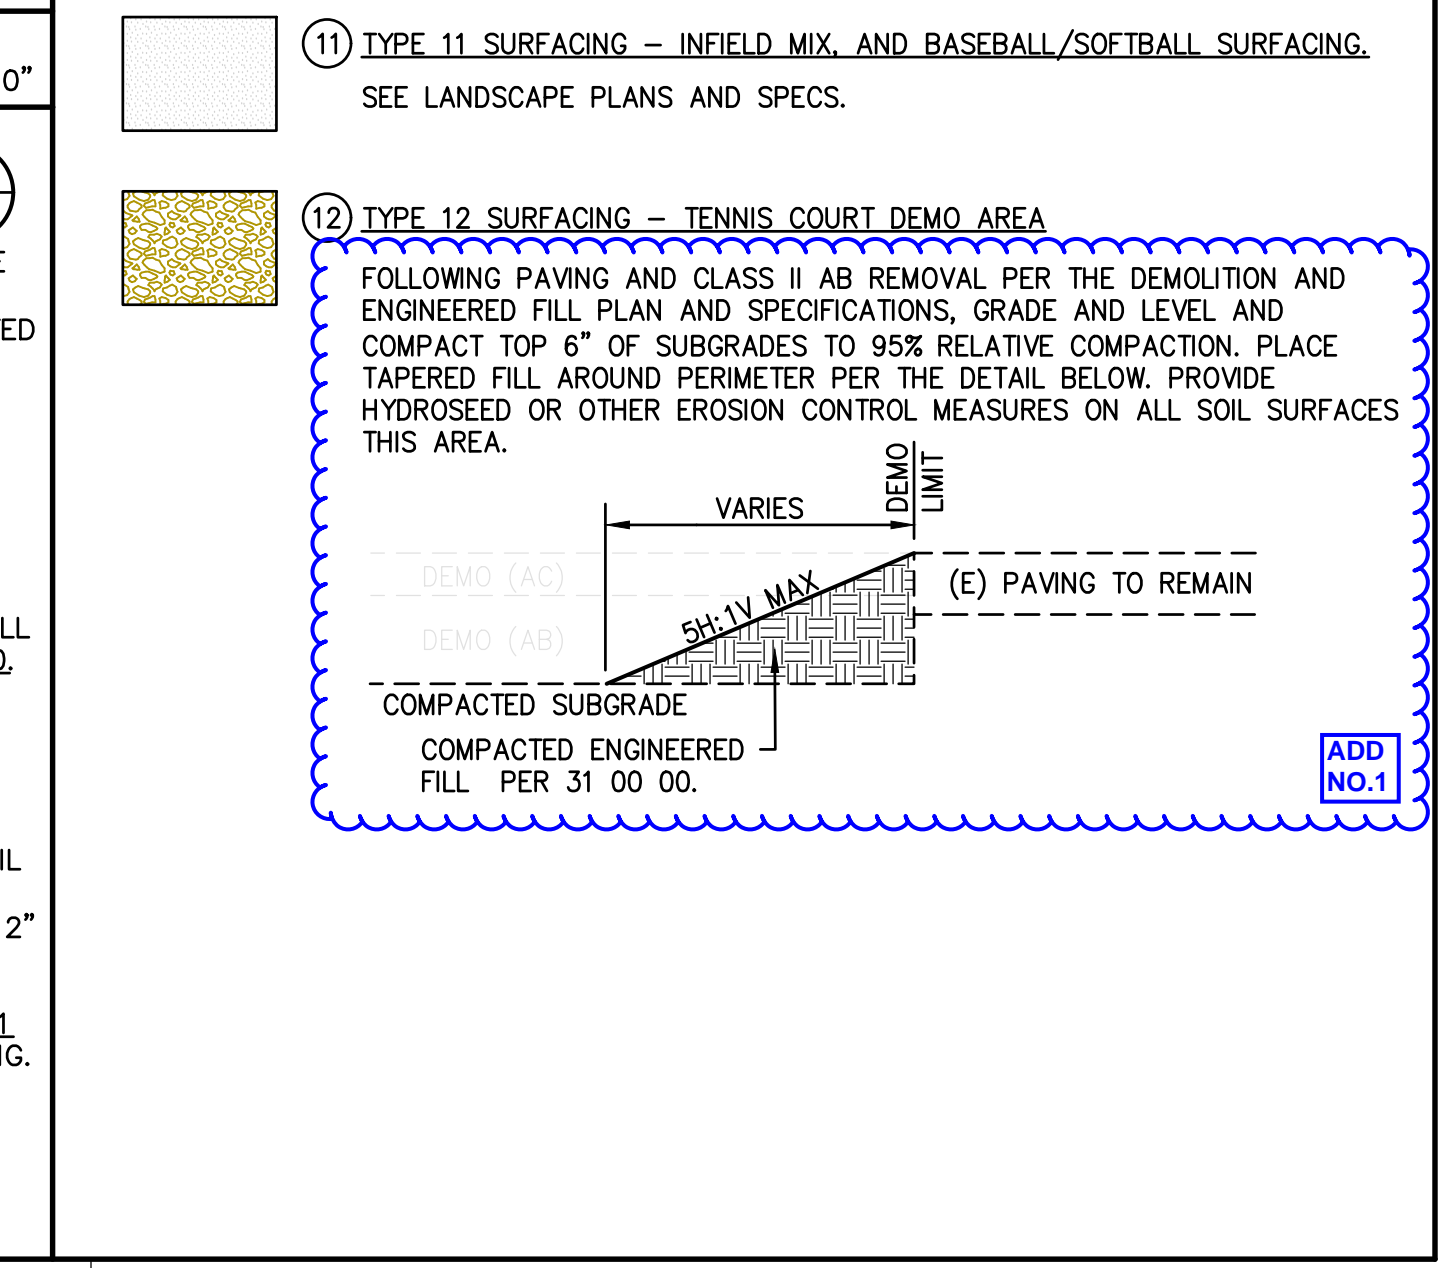 0”
E
TED
LL
0.
IL
2”
1
IG.
11 TYPE 11 SURFACING – INFIELD MIX, AND BASEBALL/SOFTBALL SURFACING.
SEE LANDSCAPE PLANS AND SPECS.
12 TYPE 12 SURFACING – TENNIS COURT DEMO AREA
FOLLOWING PAVING AND CLASS II AB REMOVAL PER THE DEMOLITION AND
ENGINEERED FILL PLAN AND SPECIFICATIONS, GRADE AND LEVEL AND
COMPACT TOP 6” OF SUBGRADES TO 95% RELATIVE COMPACTION. PLACE
TAPERED FILL AROUND PERIMETER PER THE DETAIL BELOW. PROVIDE
HYDROSEED OR OTHER EROSION CONTROL MEASURES ON ALL SOIL SURFACES
THIS AREA.
DEMO
LIMIT
VARIES
DEMO (AC)
5H:1V MAX
(E) PAVING TO REMAIN
DEMO (AB)
COMPACTED SUBGRADE
COMPACTED ENGINEERED
FILL PER 31 00 00.
ADD
NO.1